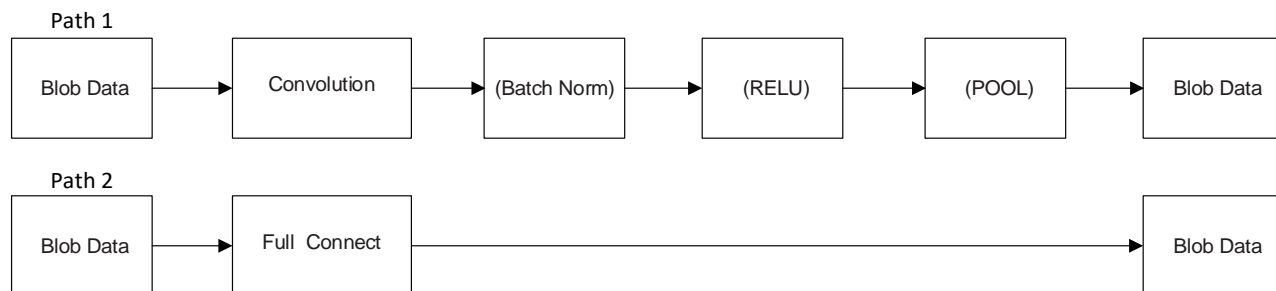 Path 1
Blob Data
Convolution
(Batch Norm)
(RELU)
(POOL)
Blob Data
Path 2
Blob Data
Full Connect
Blob Data